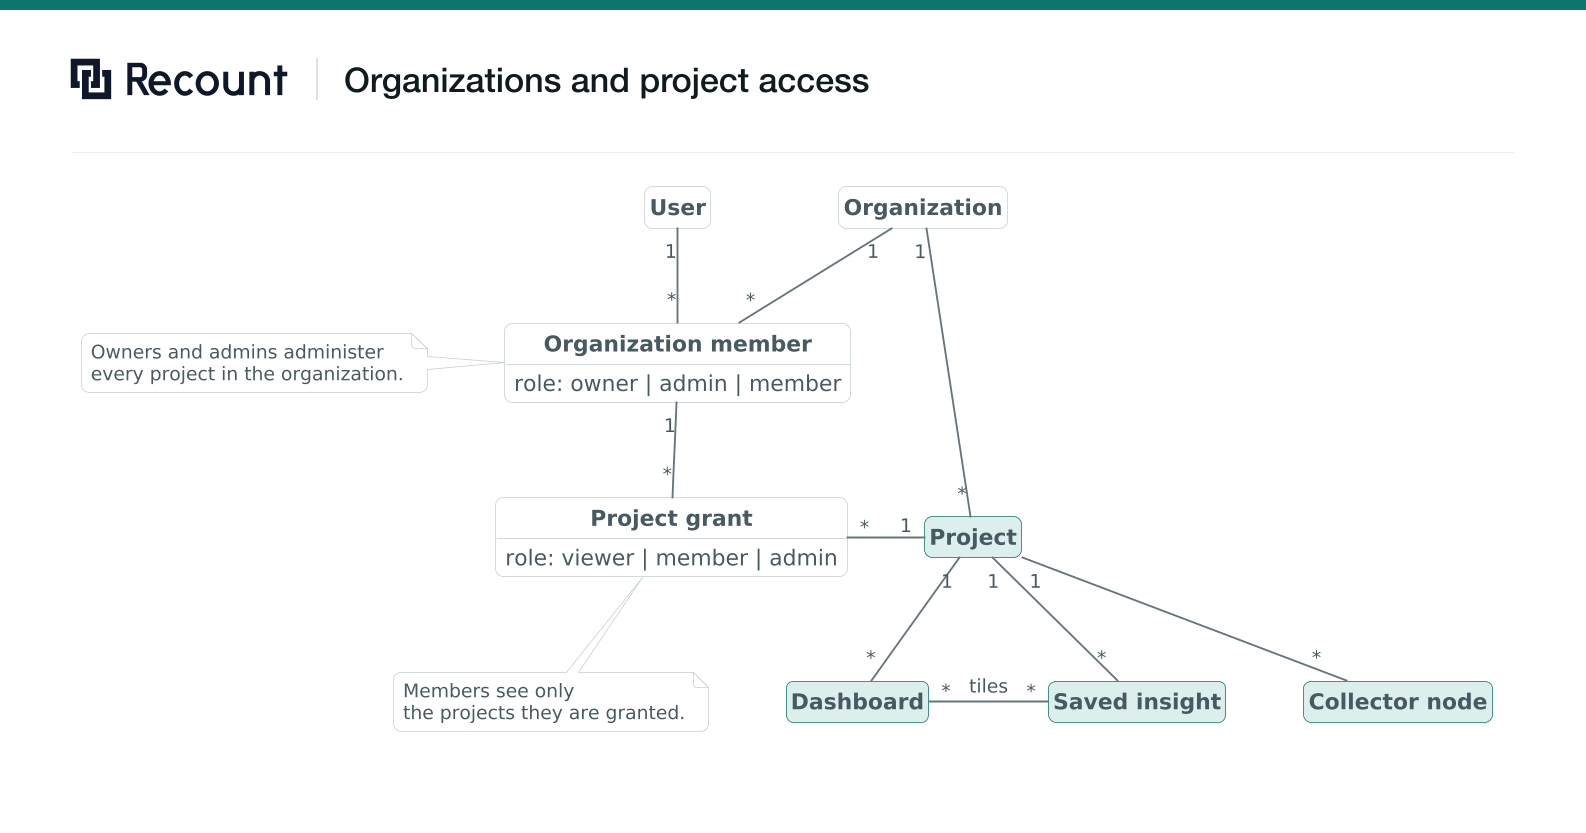 Recount
Organizations and project access
User
Organization
1
1
1
*
*
Organization member
role: owner | admin | member
Owners and admins administer
every project in the organization.
1
*
*
Project grant
role: viewer | member | admin
*
1
Project
1
1
1
*
*
*
Members see only
the projects they are granted.
Dashboard
*
tiles
*
Saved insight
Collector node